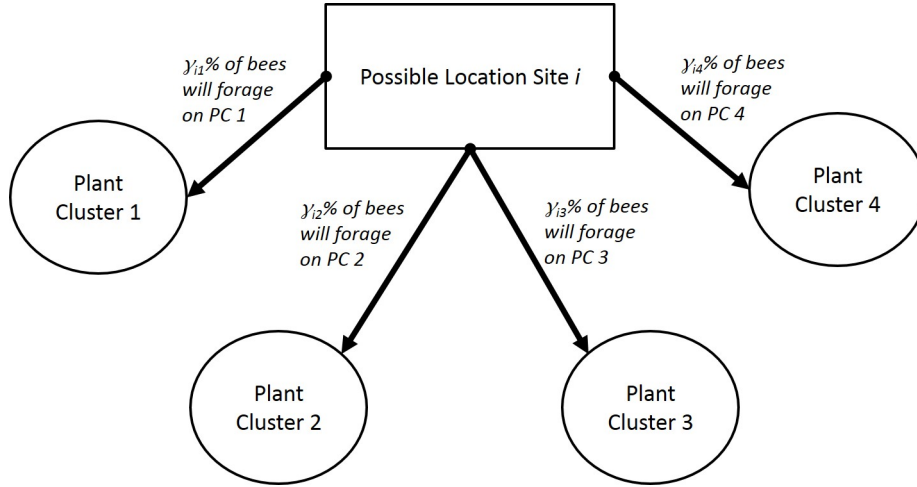 Possible Location Site i
γi1% of bees
will forage
on PC 1
γi4% of bees
will forage
on PC 4
Plant
Cluster 1
γi2% of bees
will forage
on PC 2
γi3% of bees
will forage
on PC 3
Plant
Cluster 4
Plant
Cluster 2
Plant
Cluster 3